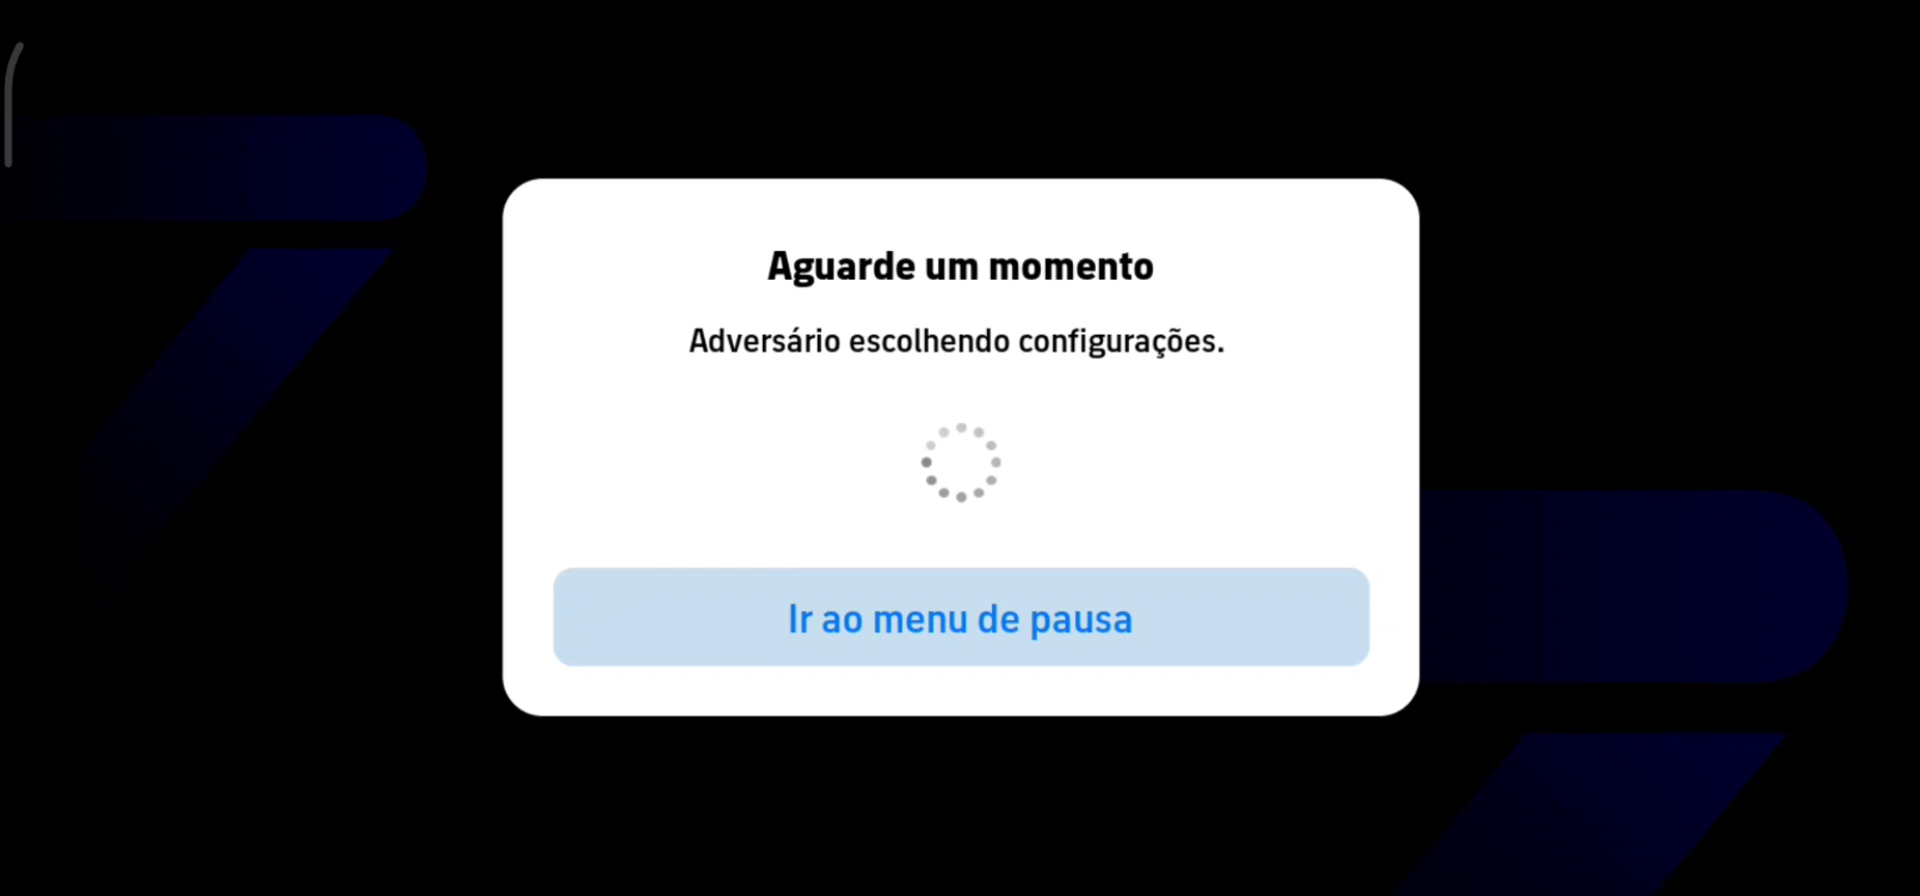 Aguarde um momento
Adversário escolhendo configurações.
Ir ao menu de pausa